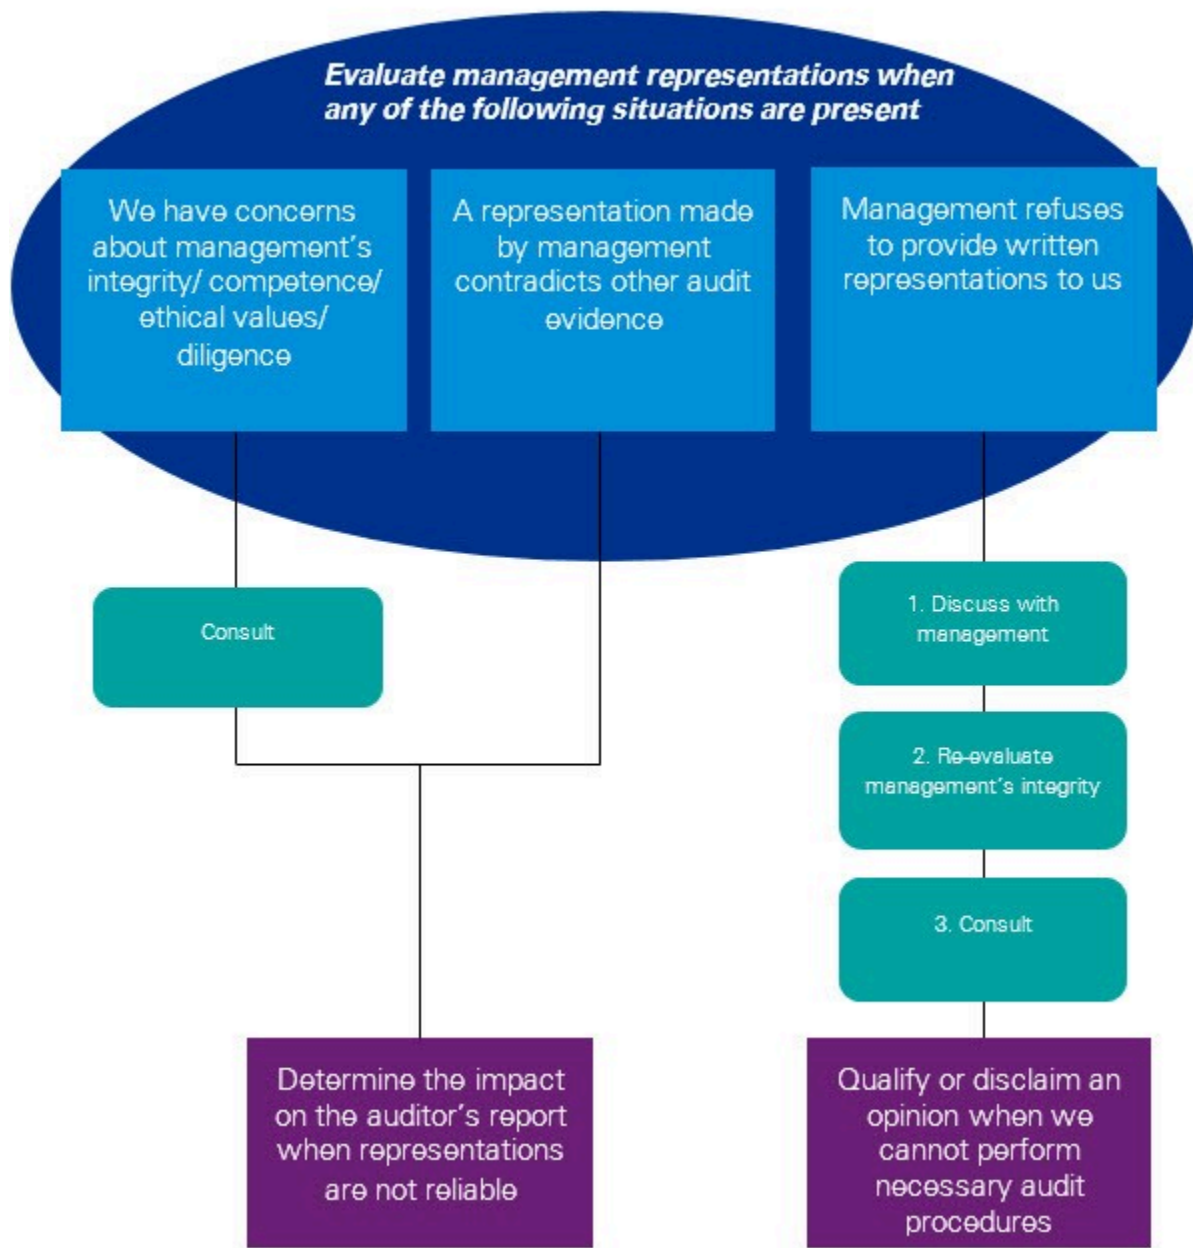 Evaluate management representations when
any of the following situations are present
We have concerns
about management's
integrity/ competence/
ethical values/
diligence
A representation made
by management
contradicts other audit
evidence
Management refuses
to provide written
representations to us
Consult
1. Discuss with
management
2. Re-evaluate
management's integrity
3. Consult
Determine the impact
on the auditor's report
when representations
are not reliable
Qualify or disclaim an
opinion when we
cannot perform
necessary audit
procedures